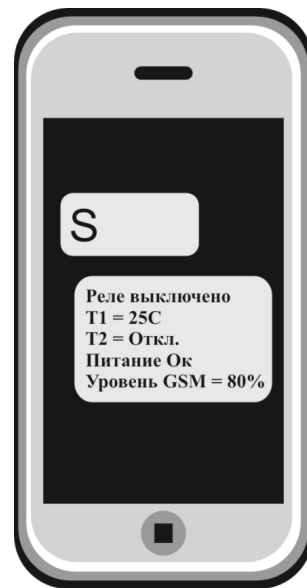 S
Реле выключено
T1 = 25C
T2 = Откл.
Питание Ок
Уровень GSM = 80%